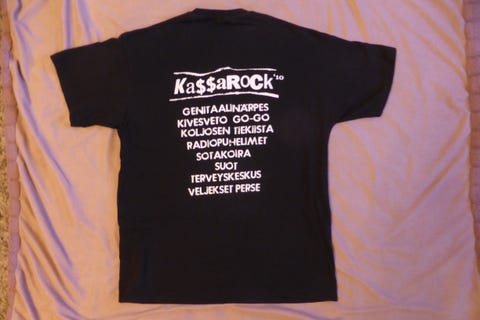 Ka$$aRock '10
GENITAALINÄRPES
KIVESVETO GO-GO
KOLJOSEN TIEKIISTA
RADIOPUHELIMET
SOTAKOIRA
SUOT
TERVEYSKESKUS
VELJEKSET PERSE